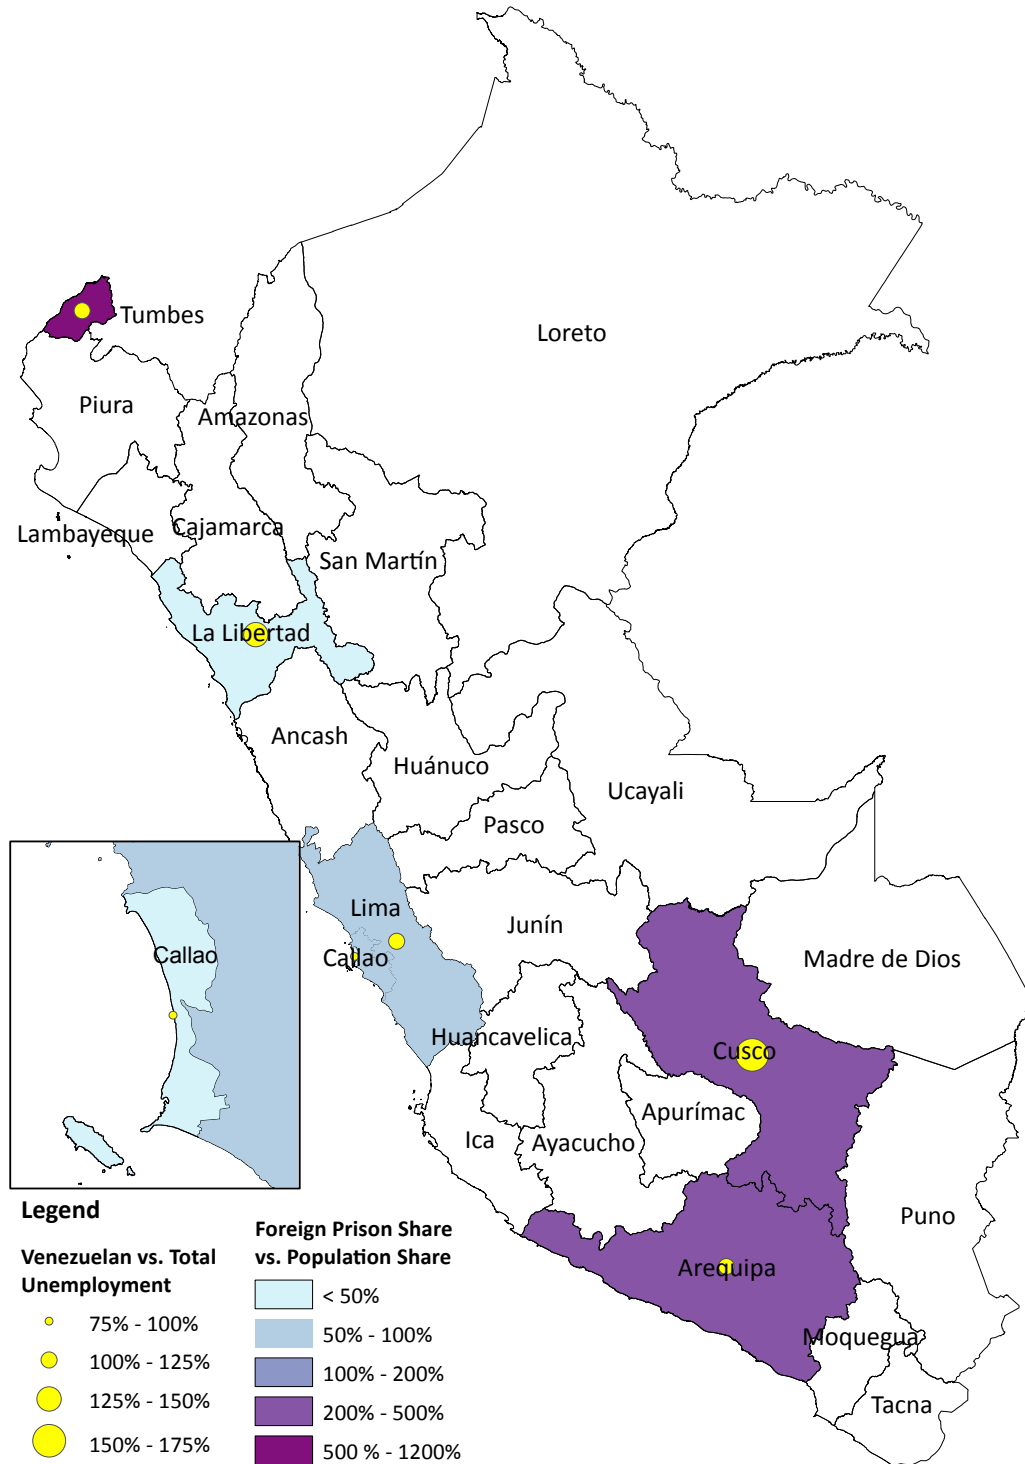 Tumbes
Loreto
Piura
Amazonas
Lambayeque
Cajamarca
San Martín
La Libertad
Ancash
Huánuco
Ucayali
Pasco
Lima
Junín
Callao
Callao
Madre de Dios
Huancavelica
Cusco
Apurímac
Ica
Ayacucho
Puno
Arequipa
Moquegua
Tacna
Legend
Venezuelan vs. Total
Unemployment
75% - 100%
100% - 125%
125% - 150%
150% - 175%
Foreign Prison Share
vs. Population Share
< 50%
50% - 100%
100% - 200%
200% - 500%
500 % - 1200%